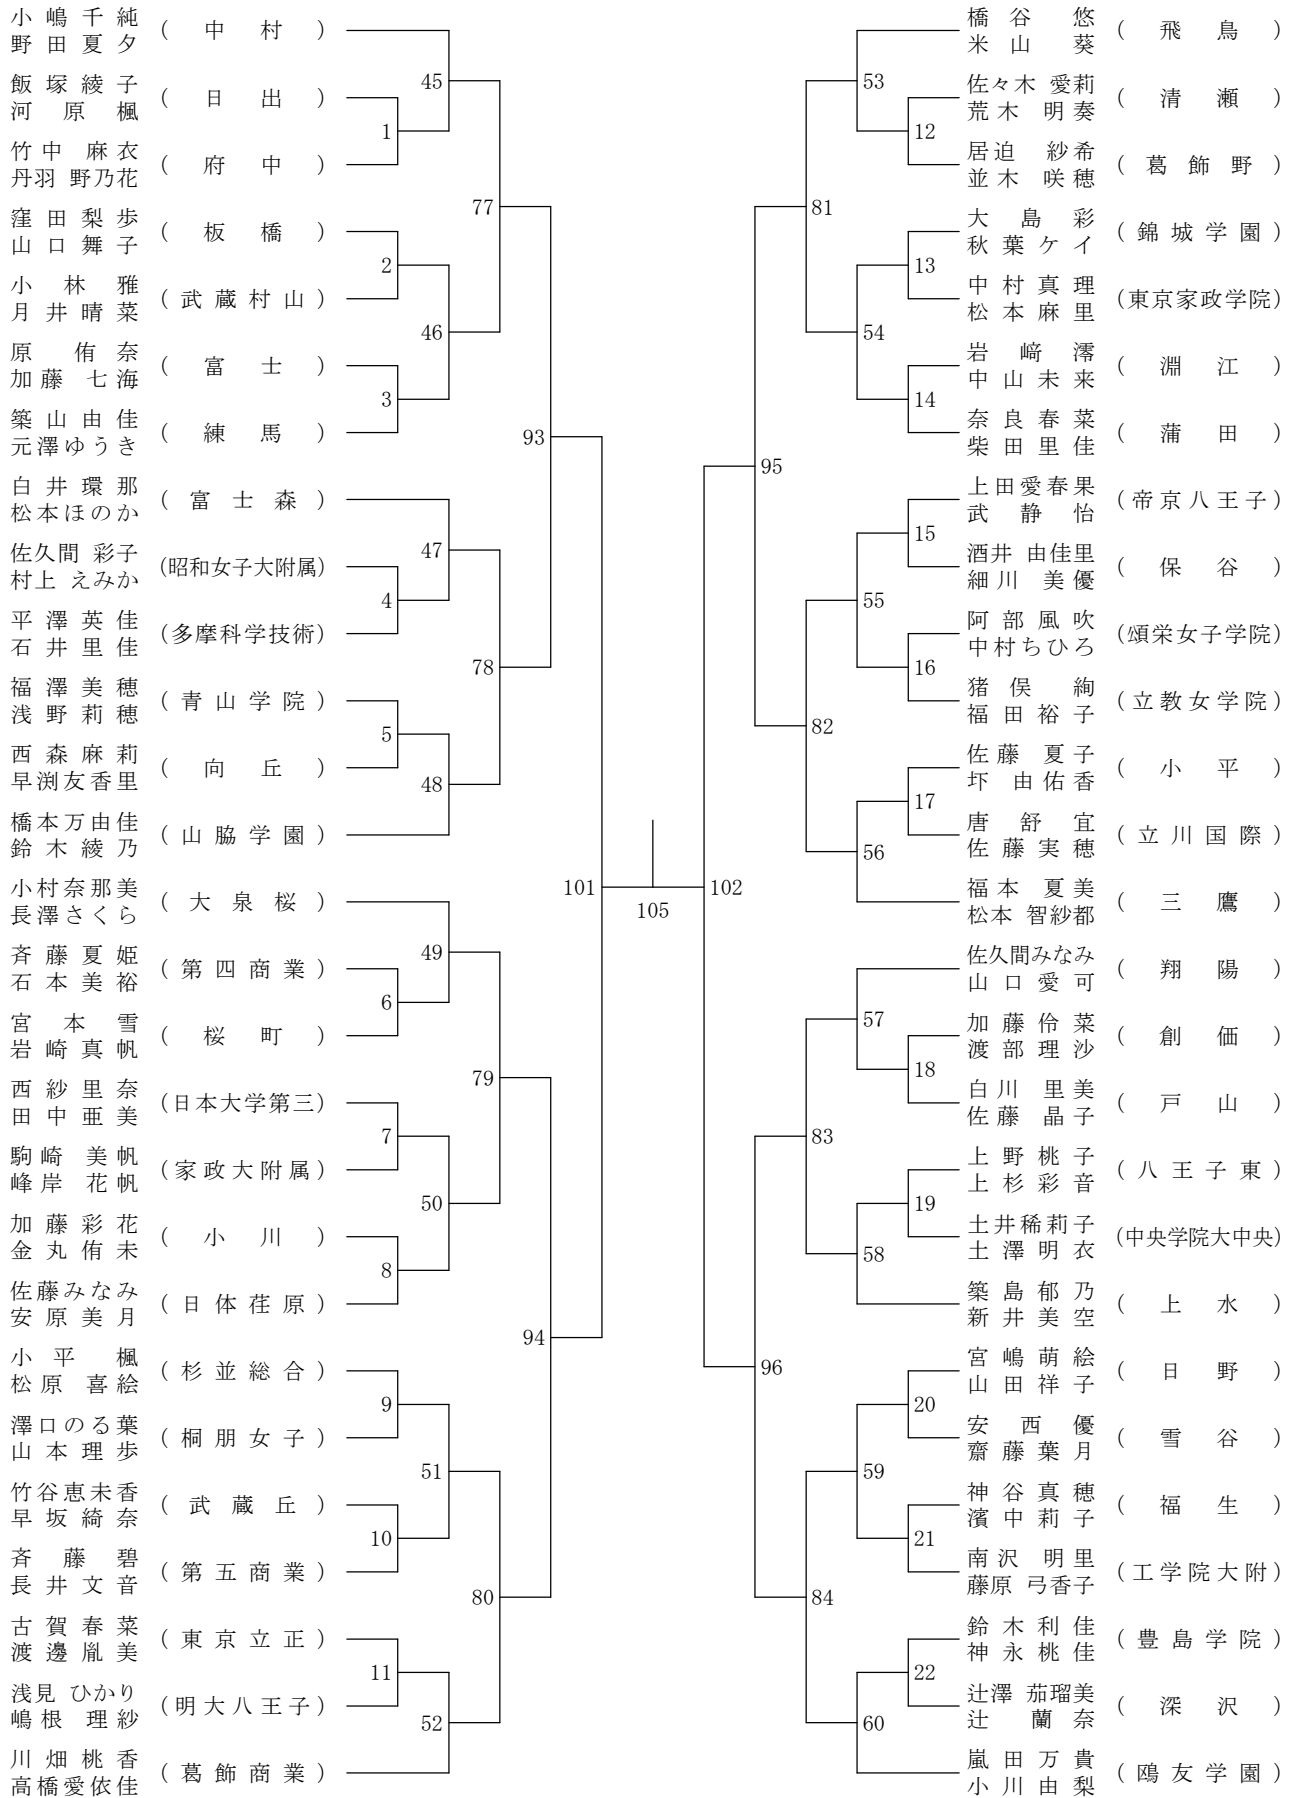 小嶋千純
野田夏夕
(中村)
飯塚綾子
河原楓
(日出)
竹中麻衣
丹羽野乃花
(府中)
窪田梨歩
山口舞子
(板橋)
小林雅
月井晴菜
(武蔵村山)
原侑奈
加藤七海
(富士)
築山由佳
元澤ゆうき
(練馬)
白井環那
松本ほのか
(富士森)
佐久間彩子
村上えみか
(昭和女子大附属)
平澤英佳
石井里佳
(多摩科学技術)
福澤美穂
浅野莉穂
(青山学院)
西森麻莉
早渕友香里
(向丘)
橋本万由佳
鈴木綾乃
(山脇学園)
小村奈那美
長澤さくら
(大泉桜)
斉藤夏姫
石本美裕
(第四商業)
宮本雪
岩崎真帆
(桜町)
西紗里奈
田中亜美
(日本大学第三)
駒崎美帆
峰岸花帆
(家政大附属)
加藤彩花
金丸侑未
(小川)
佐藤みなみ
安原美月
(日体荏原)
小平楓
松原喜絵
(杉並総合)
澤口のる葉
山本理歩
(桐朋女子)
竹谷恵未香
早坂綺奈
(武蔵丘)
斉藤碧
長井文音
(第五商業)
古賀春菜
渡邊胤美
(東京立正)
浅見ひかり
嶋根理紗
(明大八王子)
川畑桃香
高橋愛依佳
(葛飾商業)
1
2
3
4
5
6
7
8
9
10
11
45
46
47
48
49
50
51
52
77
78
79
80
93
94
101
105
102
95
96
81
82
83
84
53
54
55
56
57
58
59
60
12
13
14
15
16
17
18
19
20
21
22
橋谷悠
米山葵
(飛鳥)
佐々木愛莉
荒木明奏
(清瀬)
居迫紗希
並木咲穂
(葛飾野)
大島彩
秋葉ケイ
(錦城学園)
中村真理
松本麻里
(東京家政学院)
岩﨑澪
中山未来
(淵江)
奈良春菜
柴田里佳
(蒲田)
上田愛春果
武静怡
(帝京八王子)
酒井由佳里
細川美優
(保谷)
阿部風吹
中村ちひろ
(頌栄女子学院)
猪俣絢
福田裕子
(立教女学院)
佐藤夏子
坏由佑香
(小平)
唐舒宜
佐藤実穂
(立川国際)
福本夏美
松本智紗都
(三鷹)
佐久間みなみ
山口愛可
(翔陽)
加藤伶菜
渡部理沙
(創価)
白川里美
佐藤晶子
(戸山)
上野桃子
上杉彩音
(八王子東)
土井稀莉子
土澤明衣
(中央学院大中央)
築島郁乃
新井美空
(上水)
宮嶋萌絵
山田祥子
(日野)
安西優
齋藤葉月
(雪谷)
神谷真穂
濱中莉子
(福生)
南沢明里
藤原弓香子
(工学院大附)
鈴木利佳
神永桃佳
(豊島学院)
辻澤茄瑠美
辻蘭奈
(深沢)
嵐田万貴
小川由梨
(鴎友学園)